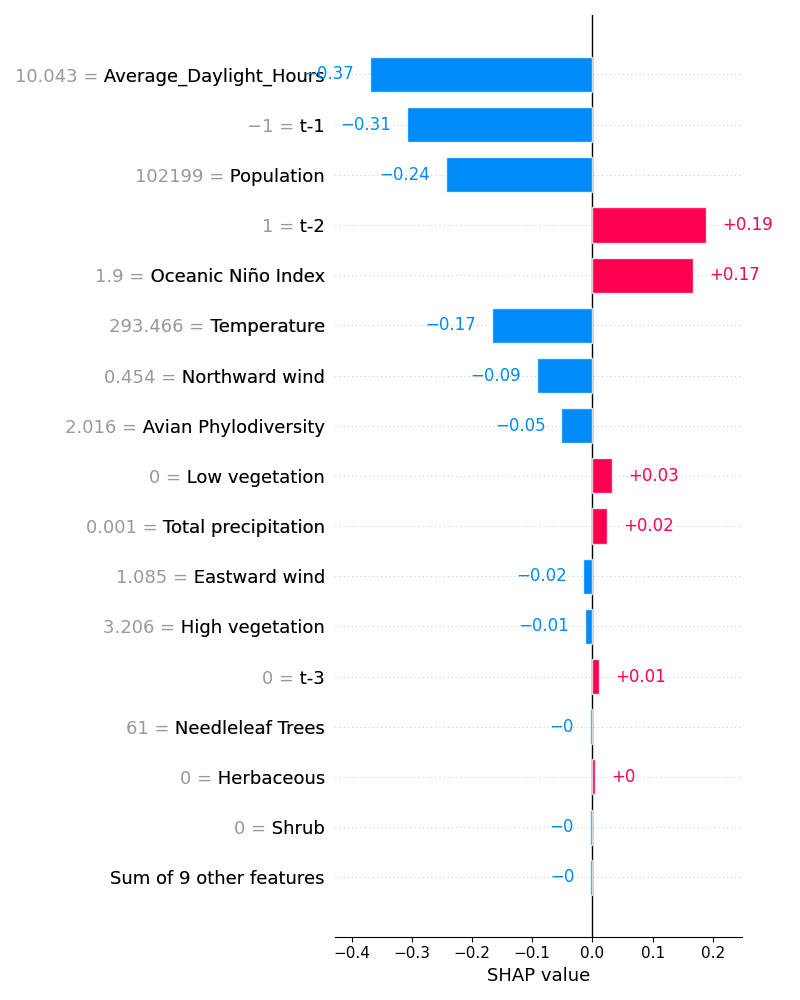 10.043 = Average_Daylight_Hours −0.37
−1 = t-1 −0.31
102199 = Population −0.24
1 = t-2 +0.19
1.9 = Oceanic Niño Index +0.17
293.466 = Temperature −0.17
0.454 = Northward wind −0.09
2.016 = Avian Phylodiversity −0.05
0 = Low vegetation +0.03
0.001 = Total precipitation +0.02
1.085 = Eastward wind −0.02
3.206 = High vegetation −0.01
0 = t-3 +0.01
61 = Needleleaf Trees −0
0 = Herbaceous +0
0 = Shrub −0
Sum of 9 other features −0
−0.4 −0.3 −0.2 −0.1 0.0 0.1 0.2
SHAP value